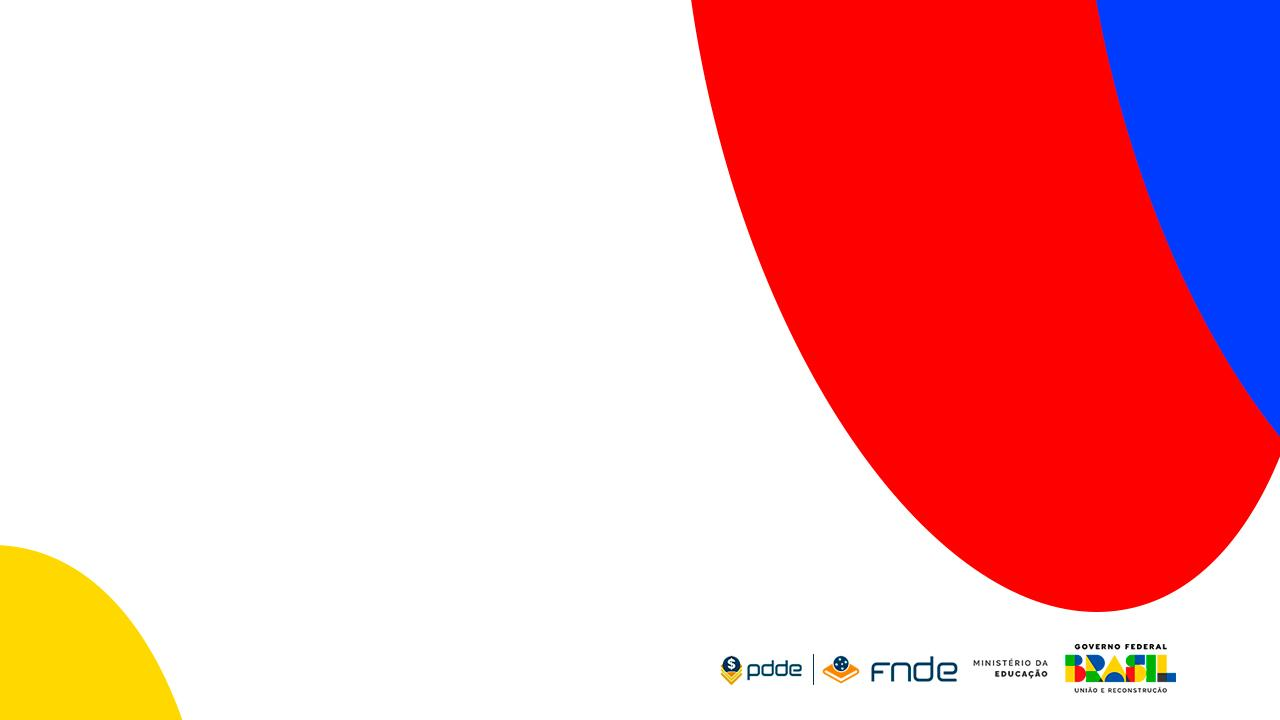 pdde
fnde
MINISTÉRIO DA
EDUCAÇÃO
GOVERNO FEDERAL
BRASIL
UNIÃO E RECONSTRUÇÃO